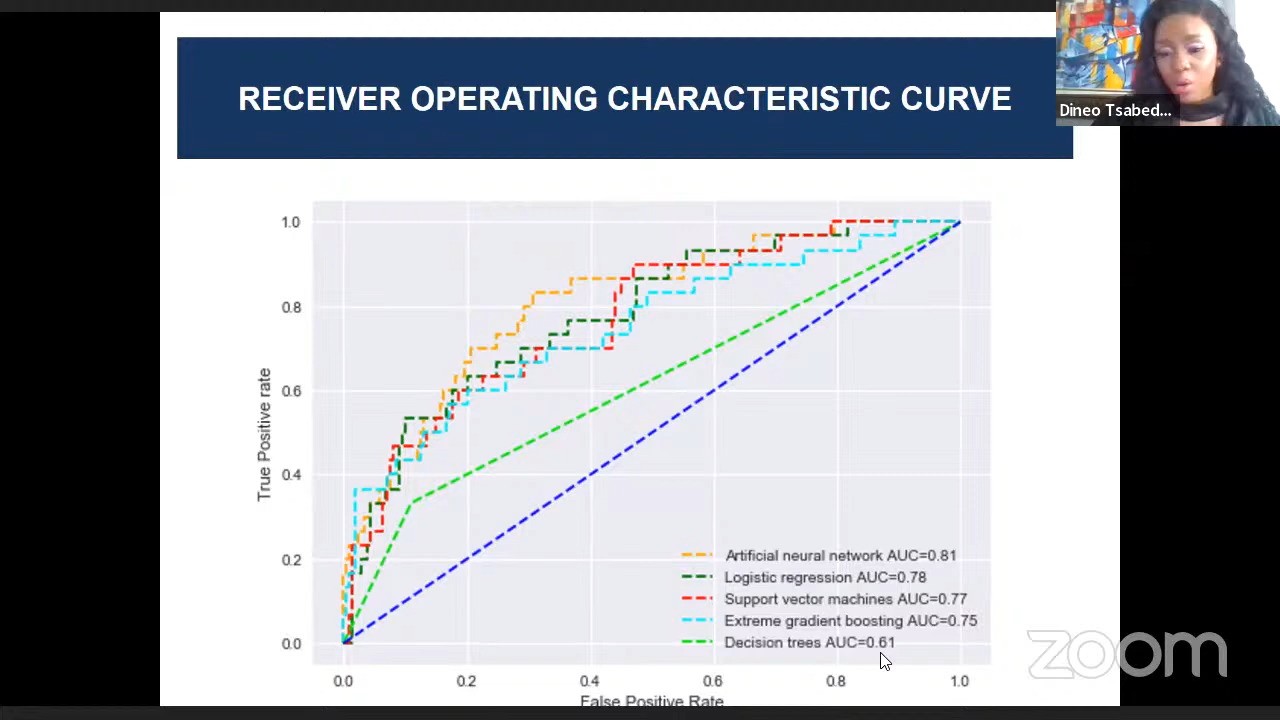 RECEIVER OPERATING CHARACTERISTIC CURVE
Dineo Tsabed...
1.0
0.8
0.6
0.4
0.2
0.0
True Positive rate
Artificial neural network AUC=0.81
Logistic regression AUC=0.78
Support vector machines AUC=0.77
Extreme gradient boosting AUC=0.75
Decision trees AUC=0.61
0.0 0.2 0.4 0.6 0.8 1.0
False Positive Rate
zoom